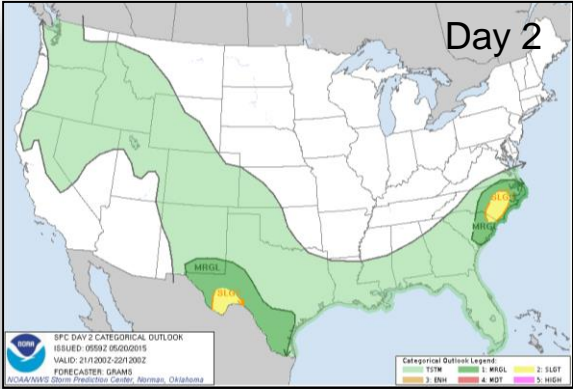 Day 2
SLGT
MRGL
MRGL
SLGT
NOAA
SPC DAY 2 CATEGORICAL OUTLOOK
ISSUED: 0559Z 05/20/2015
VALID: 21/1200Z-22/1200Z
FORECASTER: GRAMS
NOAA/NWS Storm Prediction Center, Norman, Oklahoma
Categorical Outlook Legend:
TSTM 1: MRGL 2: SLGT
3: ENH 4: MDT 5: HIGH